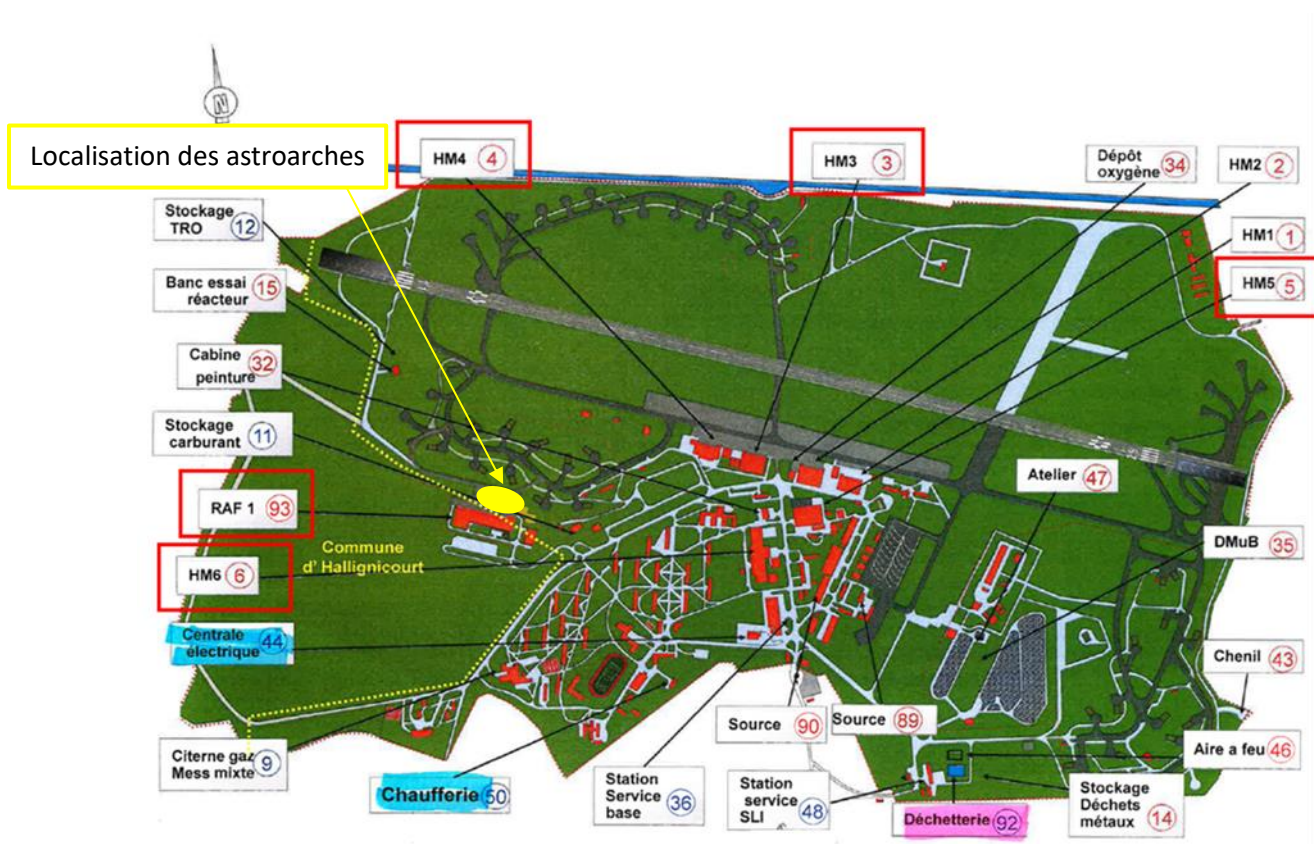 N
Localisation des astroarches
HM4 4
HM3 3
Dépôt
oxygène 34
HM2 2
HM1 1
HM5 5
Stockage
TRO 12
Banc essai
réacteur 15
Cabine
peinture 32
Stockage
carburant 11
RAF 1 93
HM6 6
Commune
d' Hallignicourt
Centrale
électrique 44
Atelier 47
DMuB 35
Chenil 43
Aire a feu 46
Citerne gaz
Mess mixte 9
Chaufferie 50
Station
Service
base 36
Source 90
Source 89
Station
service
SLI 48
Déchetterie 92
Stockage
Déchets
métaux 14